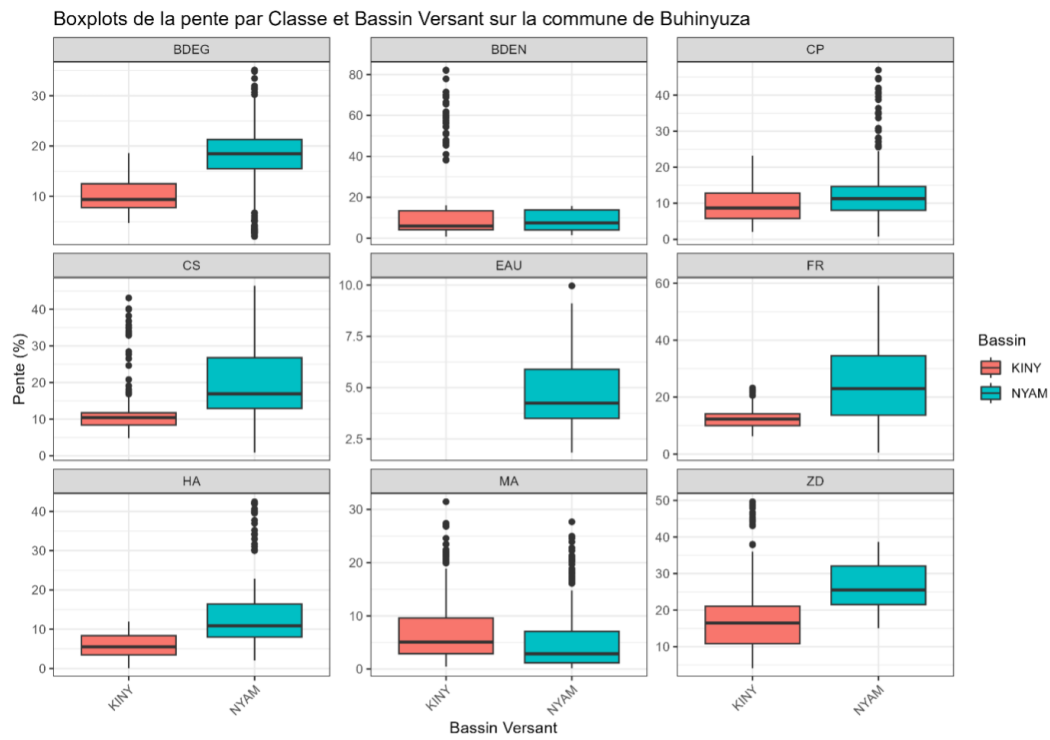 Boxplots de la pente par Classe et Bassin Versant sur la commune de Buhinyuza
BDEG
BDEN
CP
30
20
10
80
60
40
20
0
40
30
20
10
0
CS
EAU
FR
40
30
20
10
0
10.0
7.5
5.0
2.5
60
40
20
0
HA
MA
ZD
40
30
20
10
0
30
20
10
0
50
40
30
20
10
KINY
NYAM
KINY
NYAM
KINY
NYAM
Pente (%)
Bassin Versant
Bassin
KINY
NYAM